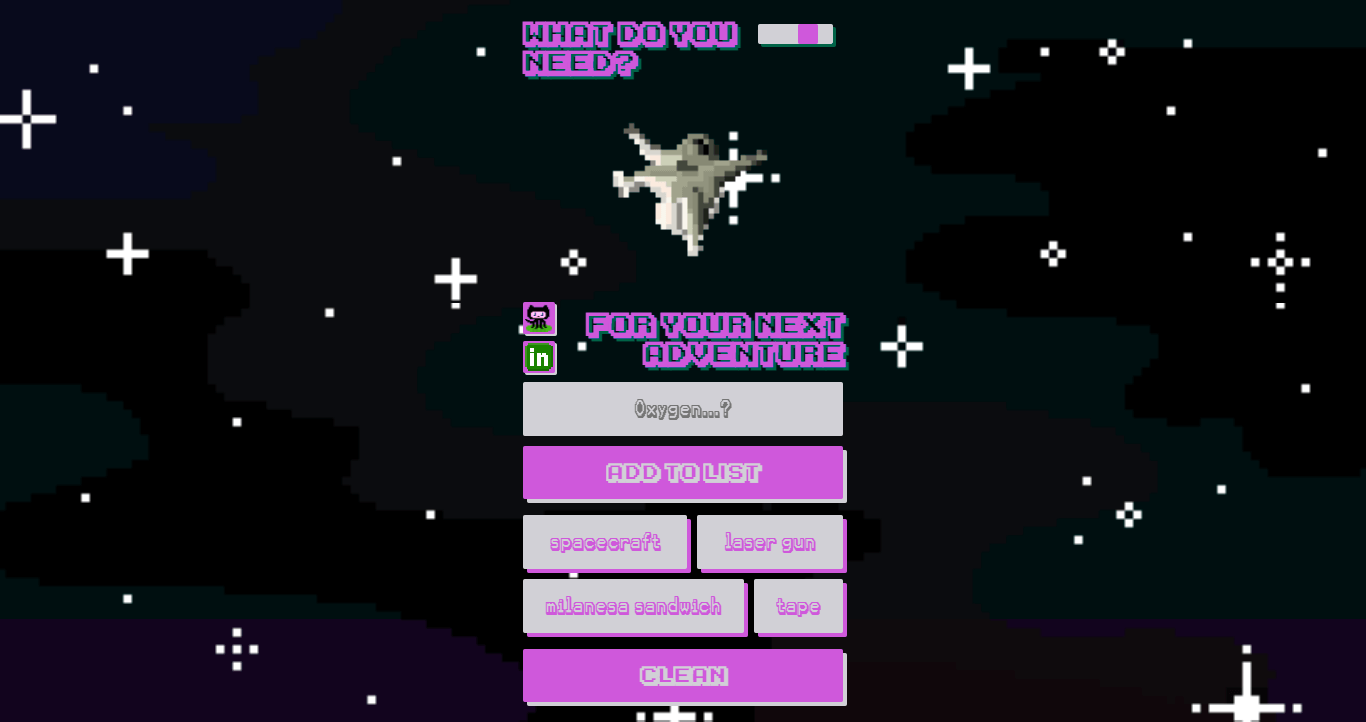 WHAT DO YOU
NEED?
FOR YOUR NEXT
ADVENTURE
in
Oxygen...?
ADD TO LIST
spacecraft
laser gun
milanesa sandwich
tape
CLEAN